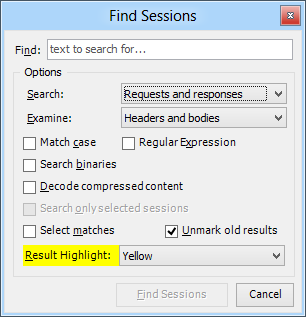 Find Sessions
Find: text to search for...
Options
Search: Requests and responses
Examine: Headers and bodies
Match case Regular Expression
Search binaries
Decode compressed content
Search only selected sessions
Select matches Unmark old results
Result Highlight: Yellow
Find Sessions Cancel